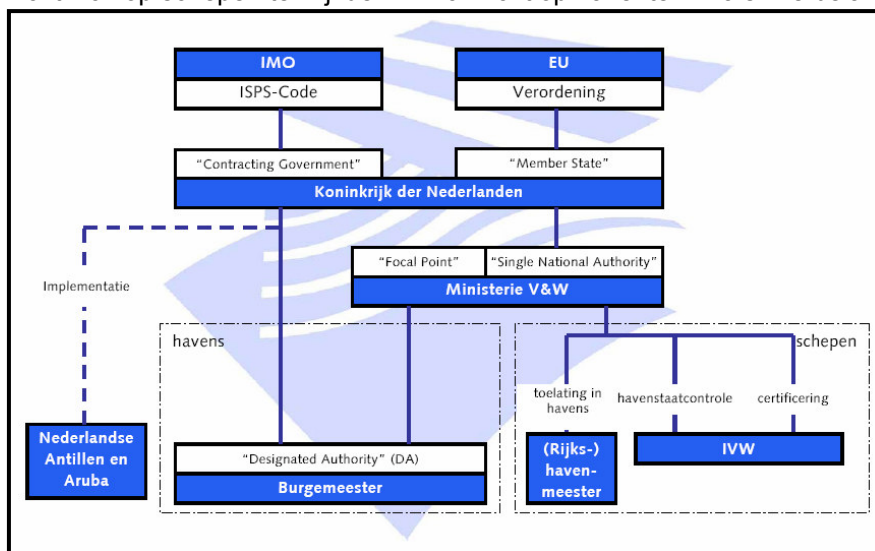 IMO
EU
ISPS-Code
Verordening
“Contracting Government”
“Member State”
Koninkrijk der Nederlanden
“Focal Point”
“Single National Authority”
Ministerie V&W
Implementatie
havens
schepen
toelating in
havens
havenstaatcontrole
certificering
Nederlandse
Antillen en
Aruba
“Designated Authority” (DA)
Burgemeester
(Rijks-)
haven-
meester
IVW